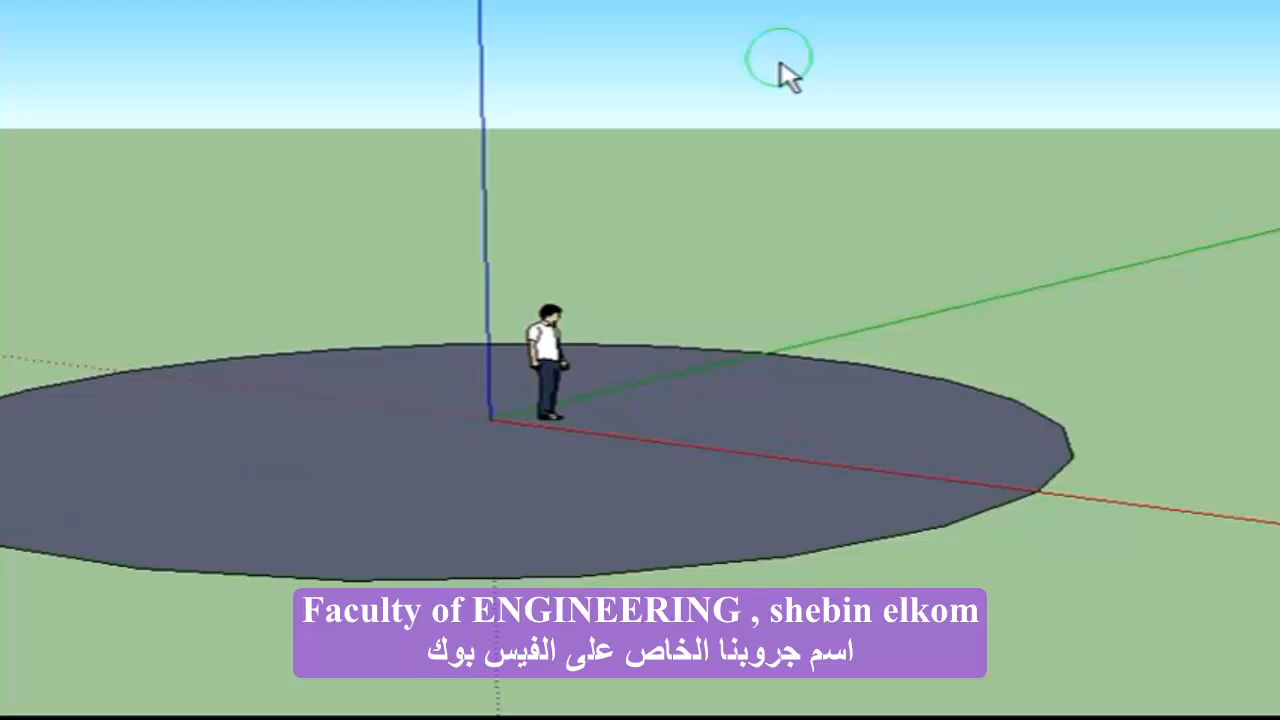 Faculty of ENGINEERING , shebin elkom
اسم جروبنا الخاص على الفيس بوك